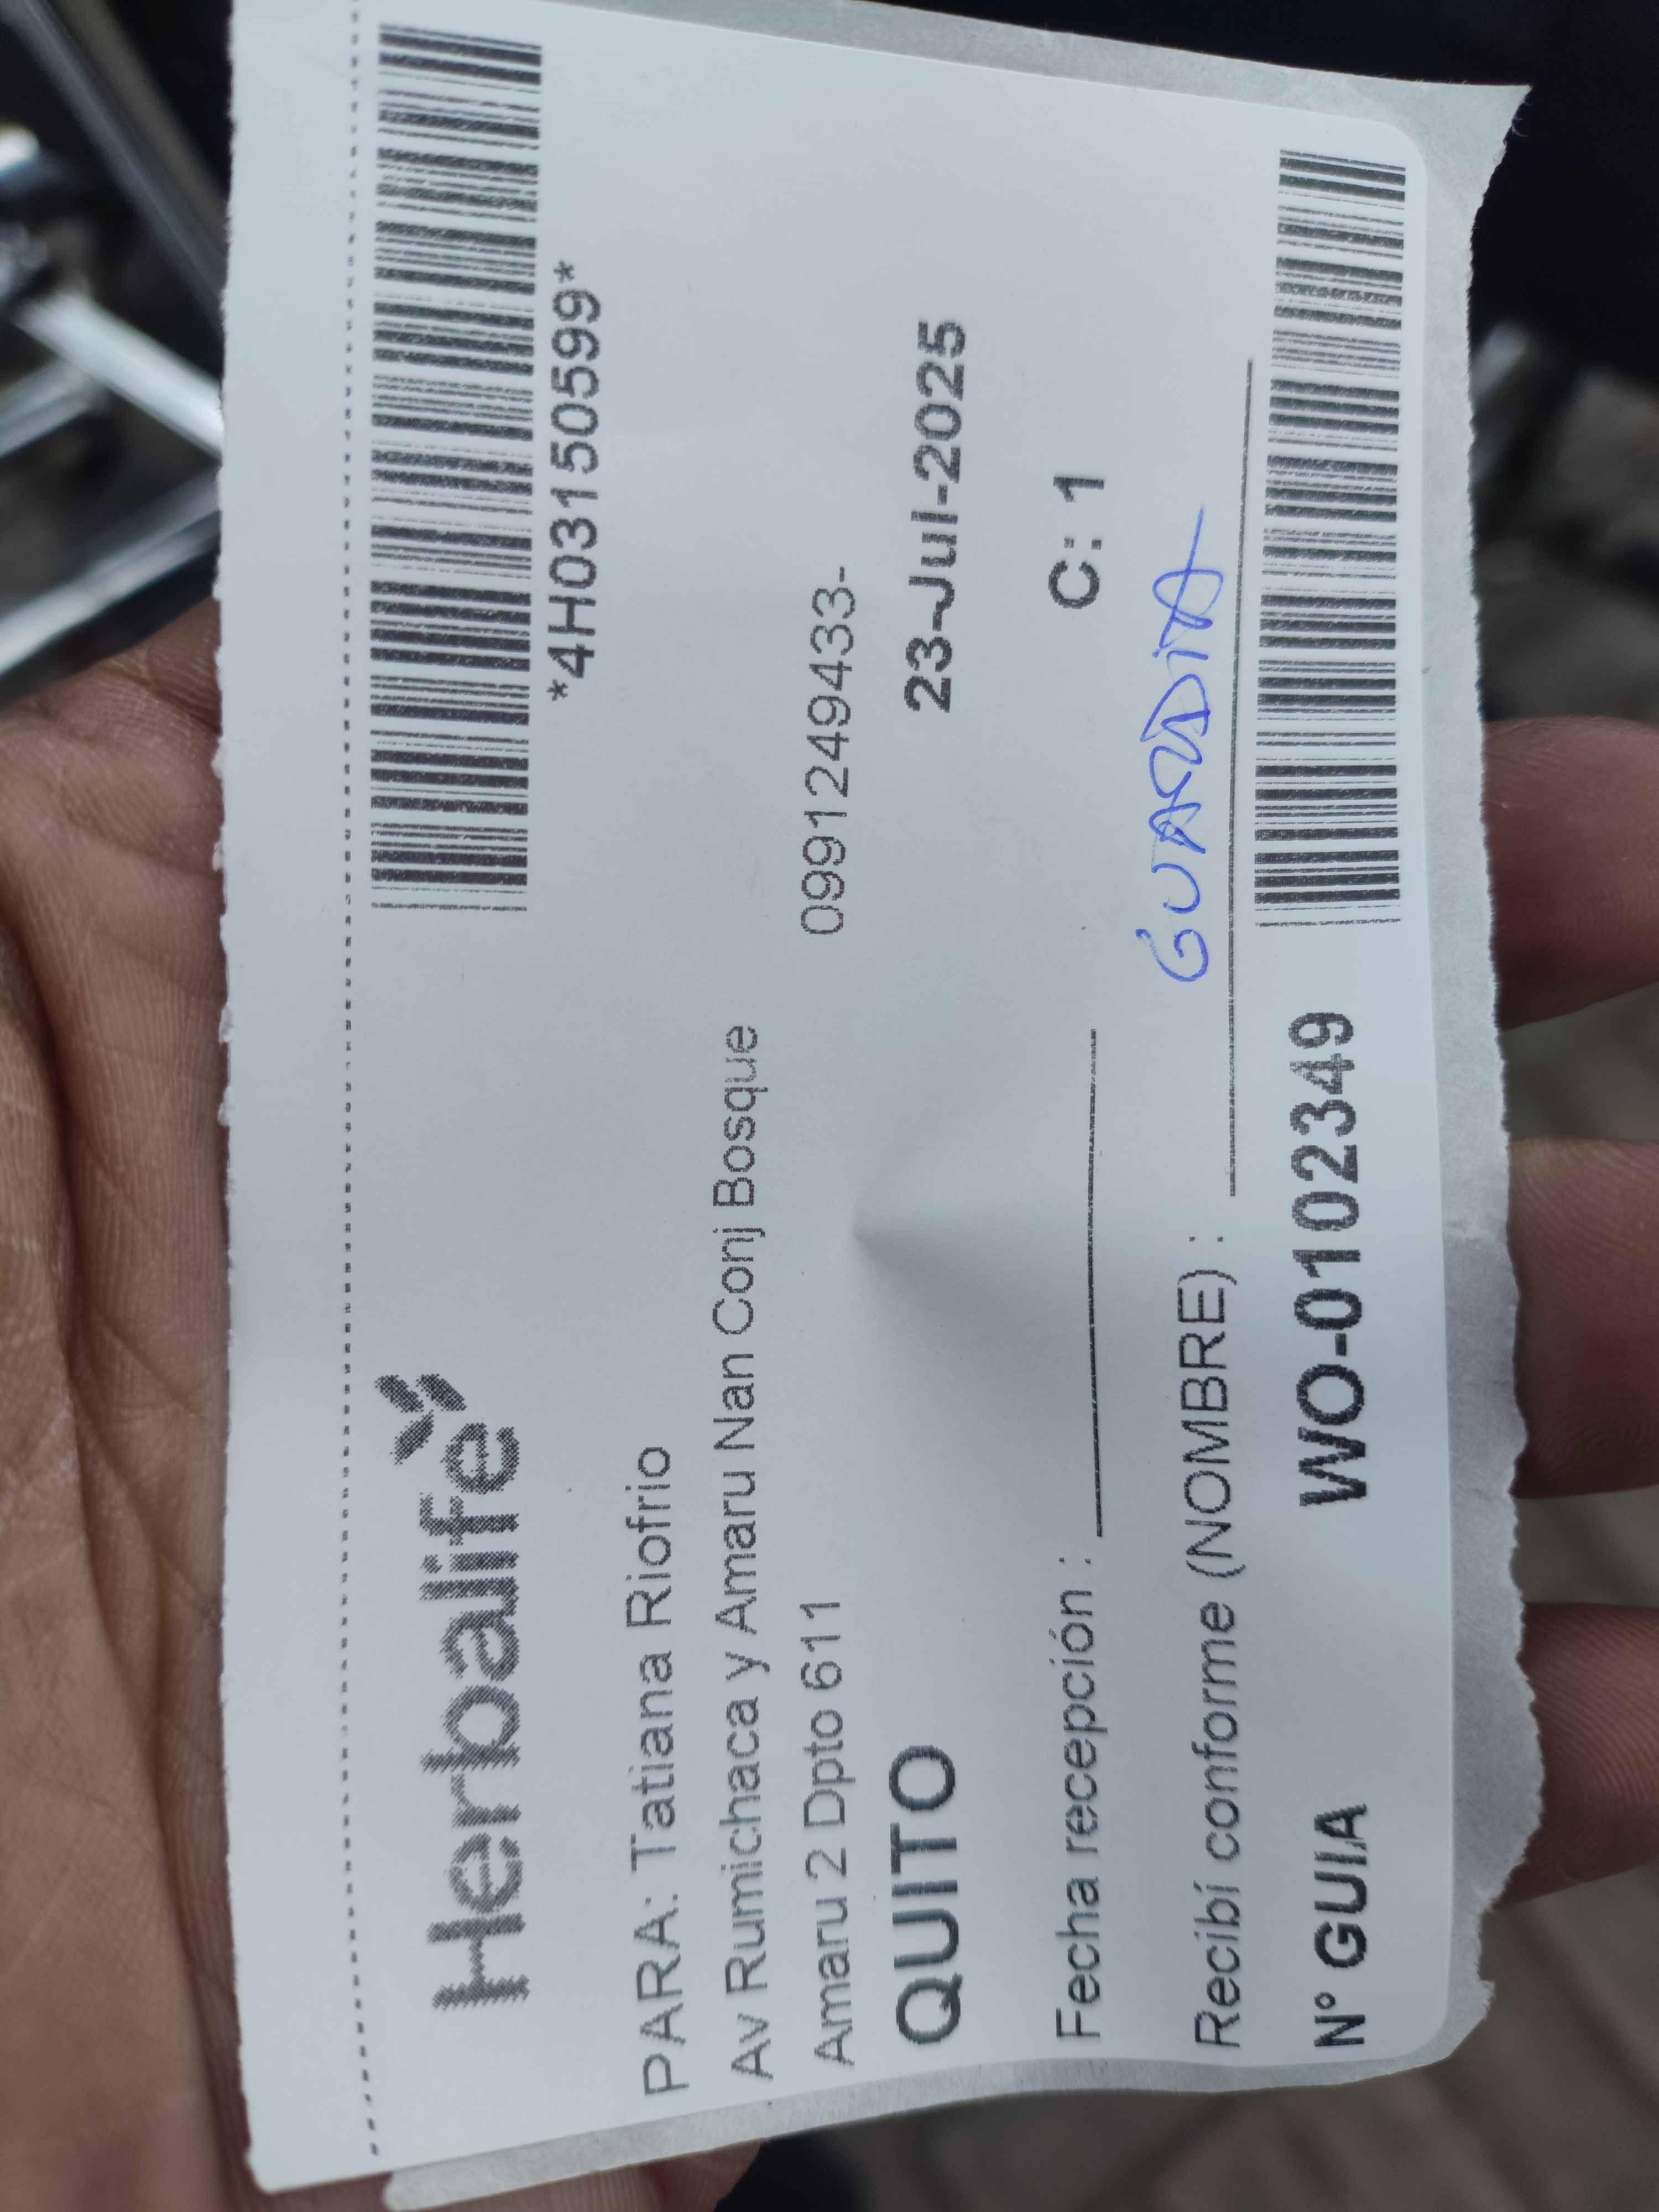 Herbalife
*4H03150599*
PARA: Tatiana Riofrio
Av Rumichaca y Amaru Nan Conj Bosque
Amaru 2 Dpto 611 0991249433-
QUITO 23-Jul-2025
Fecha recepción : C: 1
Recibí conforme (NOMBRE) : GUARDIA
N° GUIA WO-0102349